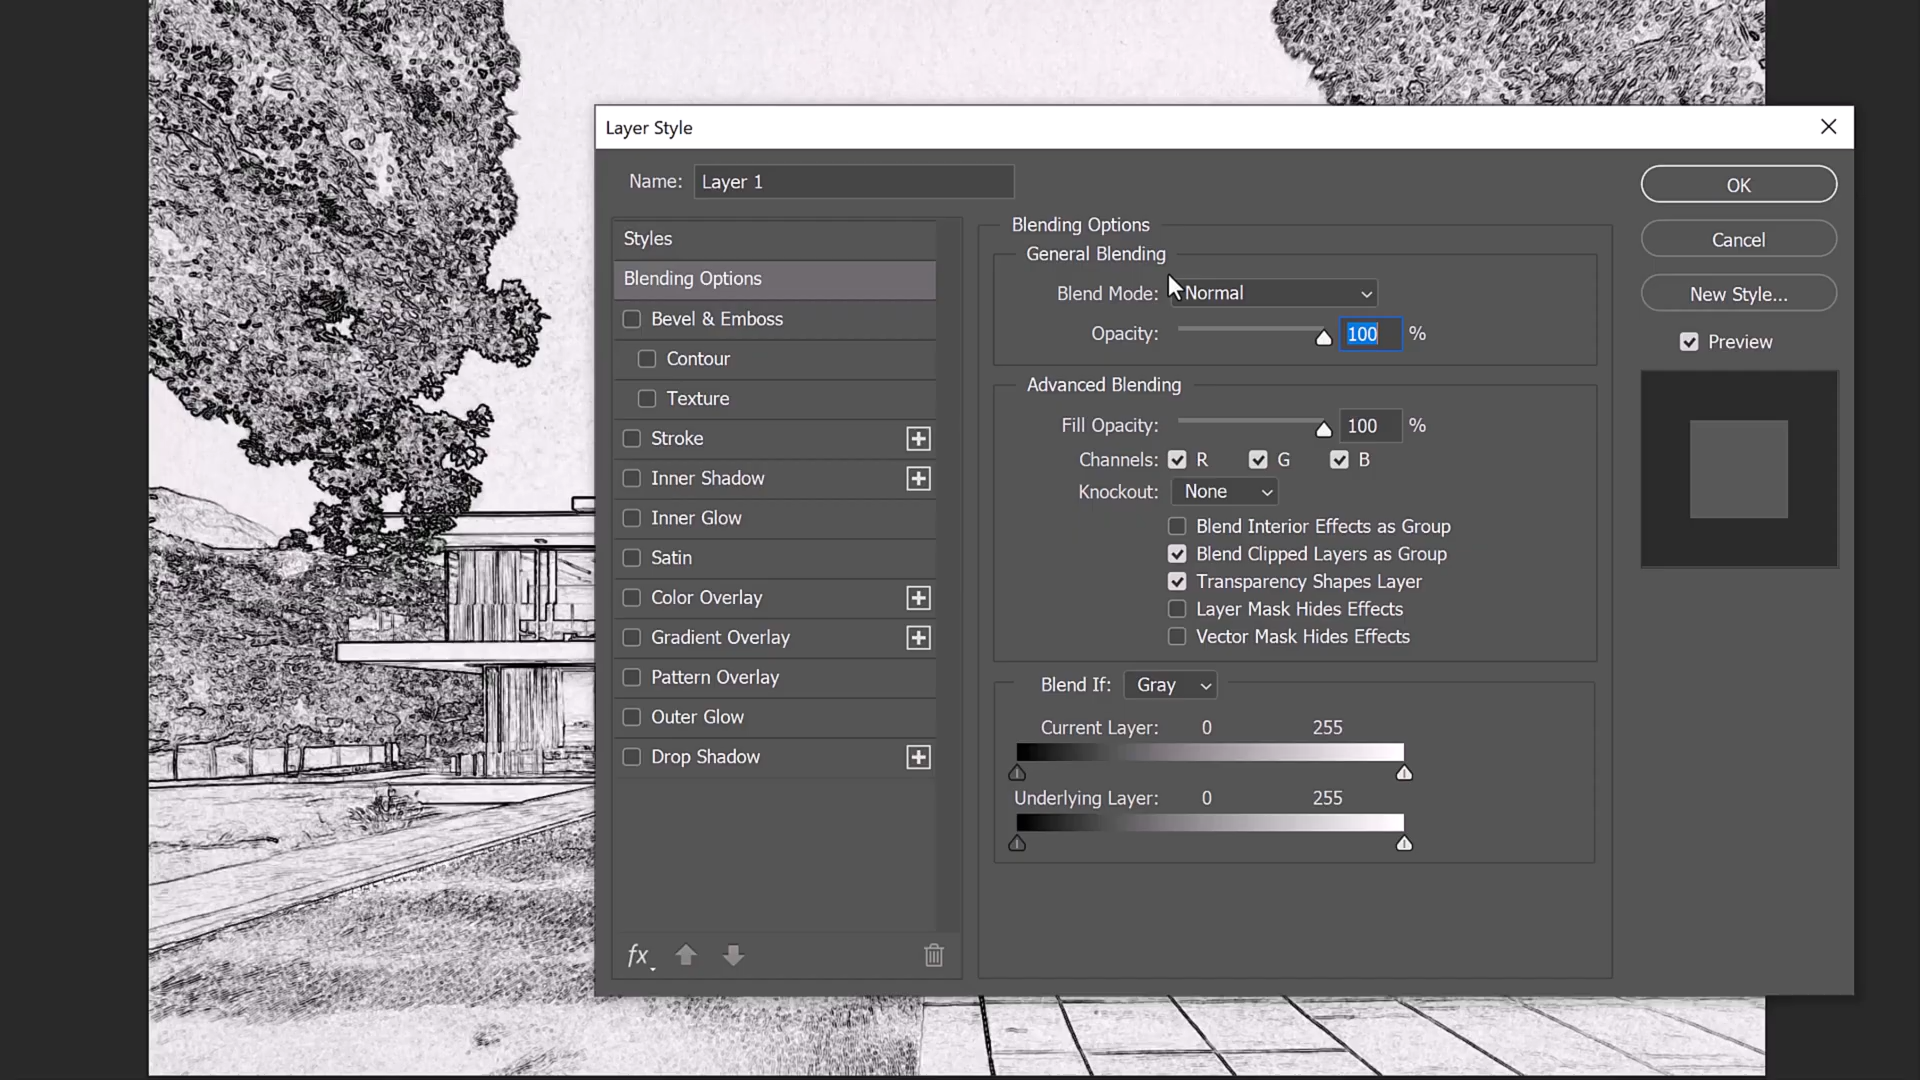 Layer Style
Name: Layer 1
OK
Cancel
New Style...
Preview
Styles
Blending Options
Bevel & Emboss
Contour
Texture
Stroke
Inner Shadow
Inner Glow
Satin
Color Overlay
Gradient Overlay
Pattern Overlay
Outer Glow
Drop Shadow
fx
Blending Options
General Blending
Blend Mode: Normal
Opacity: 100 %
Advanced Blending
Fill Opacity: 100 %
Channels: R G B
Knockout: None
Blend Interior Effects as Group
Blend Clipped Layers as Group
Transparency Shapes Layer
Layer Mask Hides Effects
Vector Mask Hides Effects
Blend If: Gray
Current Layer: 0 255
Underlying Layer: 0 255